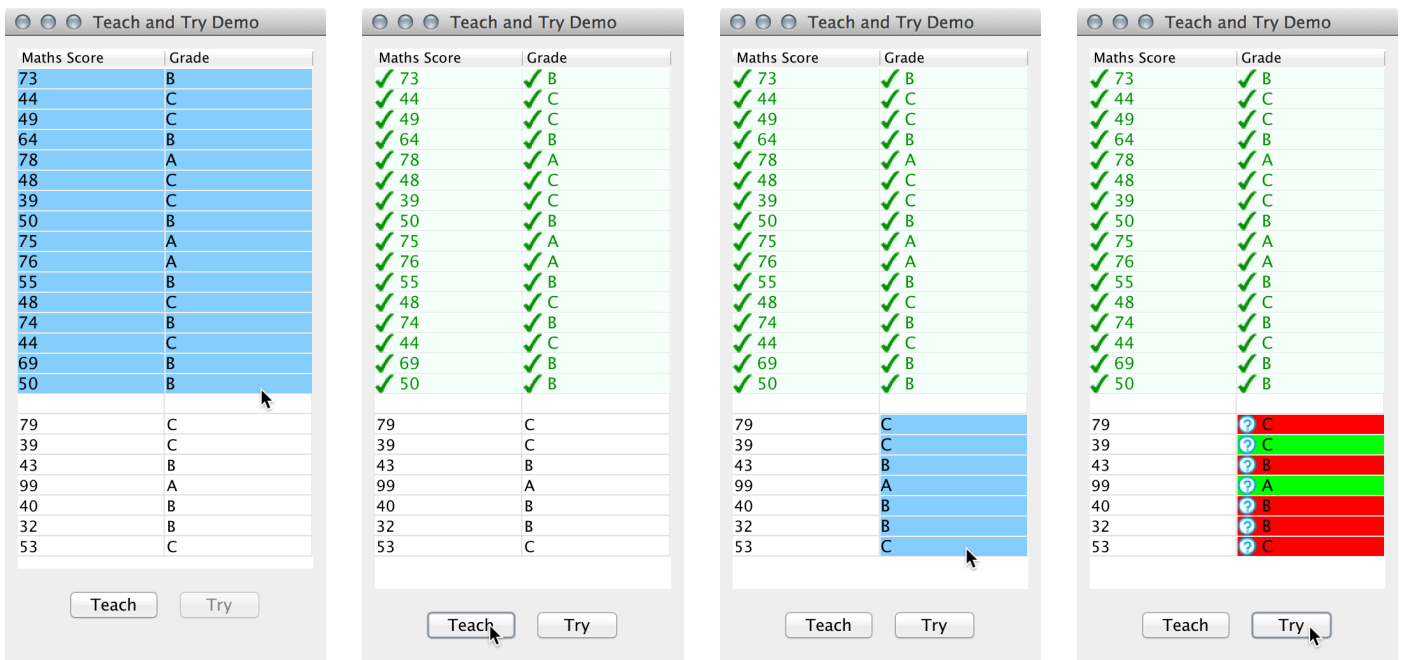 Teach and Try Demo
Maths Score Grade
73 B
44 C
49 C
64 B
78 A
48 C
39 C
50 B
75 A
76 A
55 B
48 C
74 B
44 C
69 B
50 B
79 C
39 C
43 B
99 A
40 B
32 B
53 C
Teach Try
Teach and Try Demo
Maths Score Grade
73 B
44 C
49 C
64 B
78 A
48 C
39 C
50 B
75 A
76 A
55 B
48 C
74 B
44 C
69 B
50 B
79 C
39 C
43 B
99 A
40 B
32 B
53 C
Teach Try
Teach and Try Demo
Maths Score Grade
73 B
44 C
49 C
64 B
78 A
48 C
39 C
50 B
75 A
76 A
55 B
48 C
74 B
44 C
69 B
50 B
79 C
39 C
43 B
99 A
40 B
32 B
53 C
Teach Try
Teach and Try Demo
Maths Score Grade
73 B
44 C
49 C
64 B
78 A
48 C
39 C
50 B
75 A
76 A
55 B
48 C
74 B
44 C
69 B
50 B
79 ? C
39 ? C
43 ? B
99 ? A
40 ? B
32 ? B
53 ? C
Teach Try